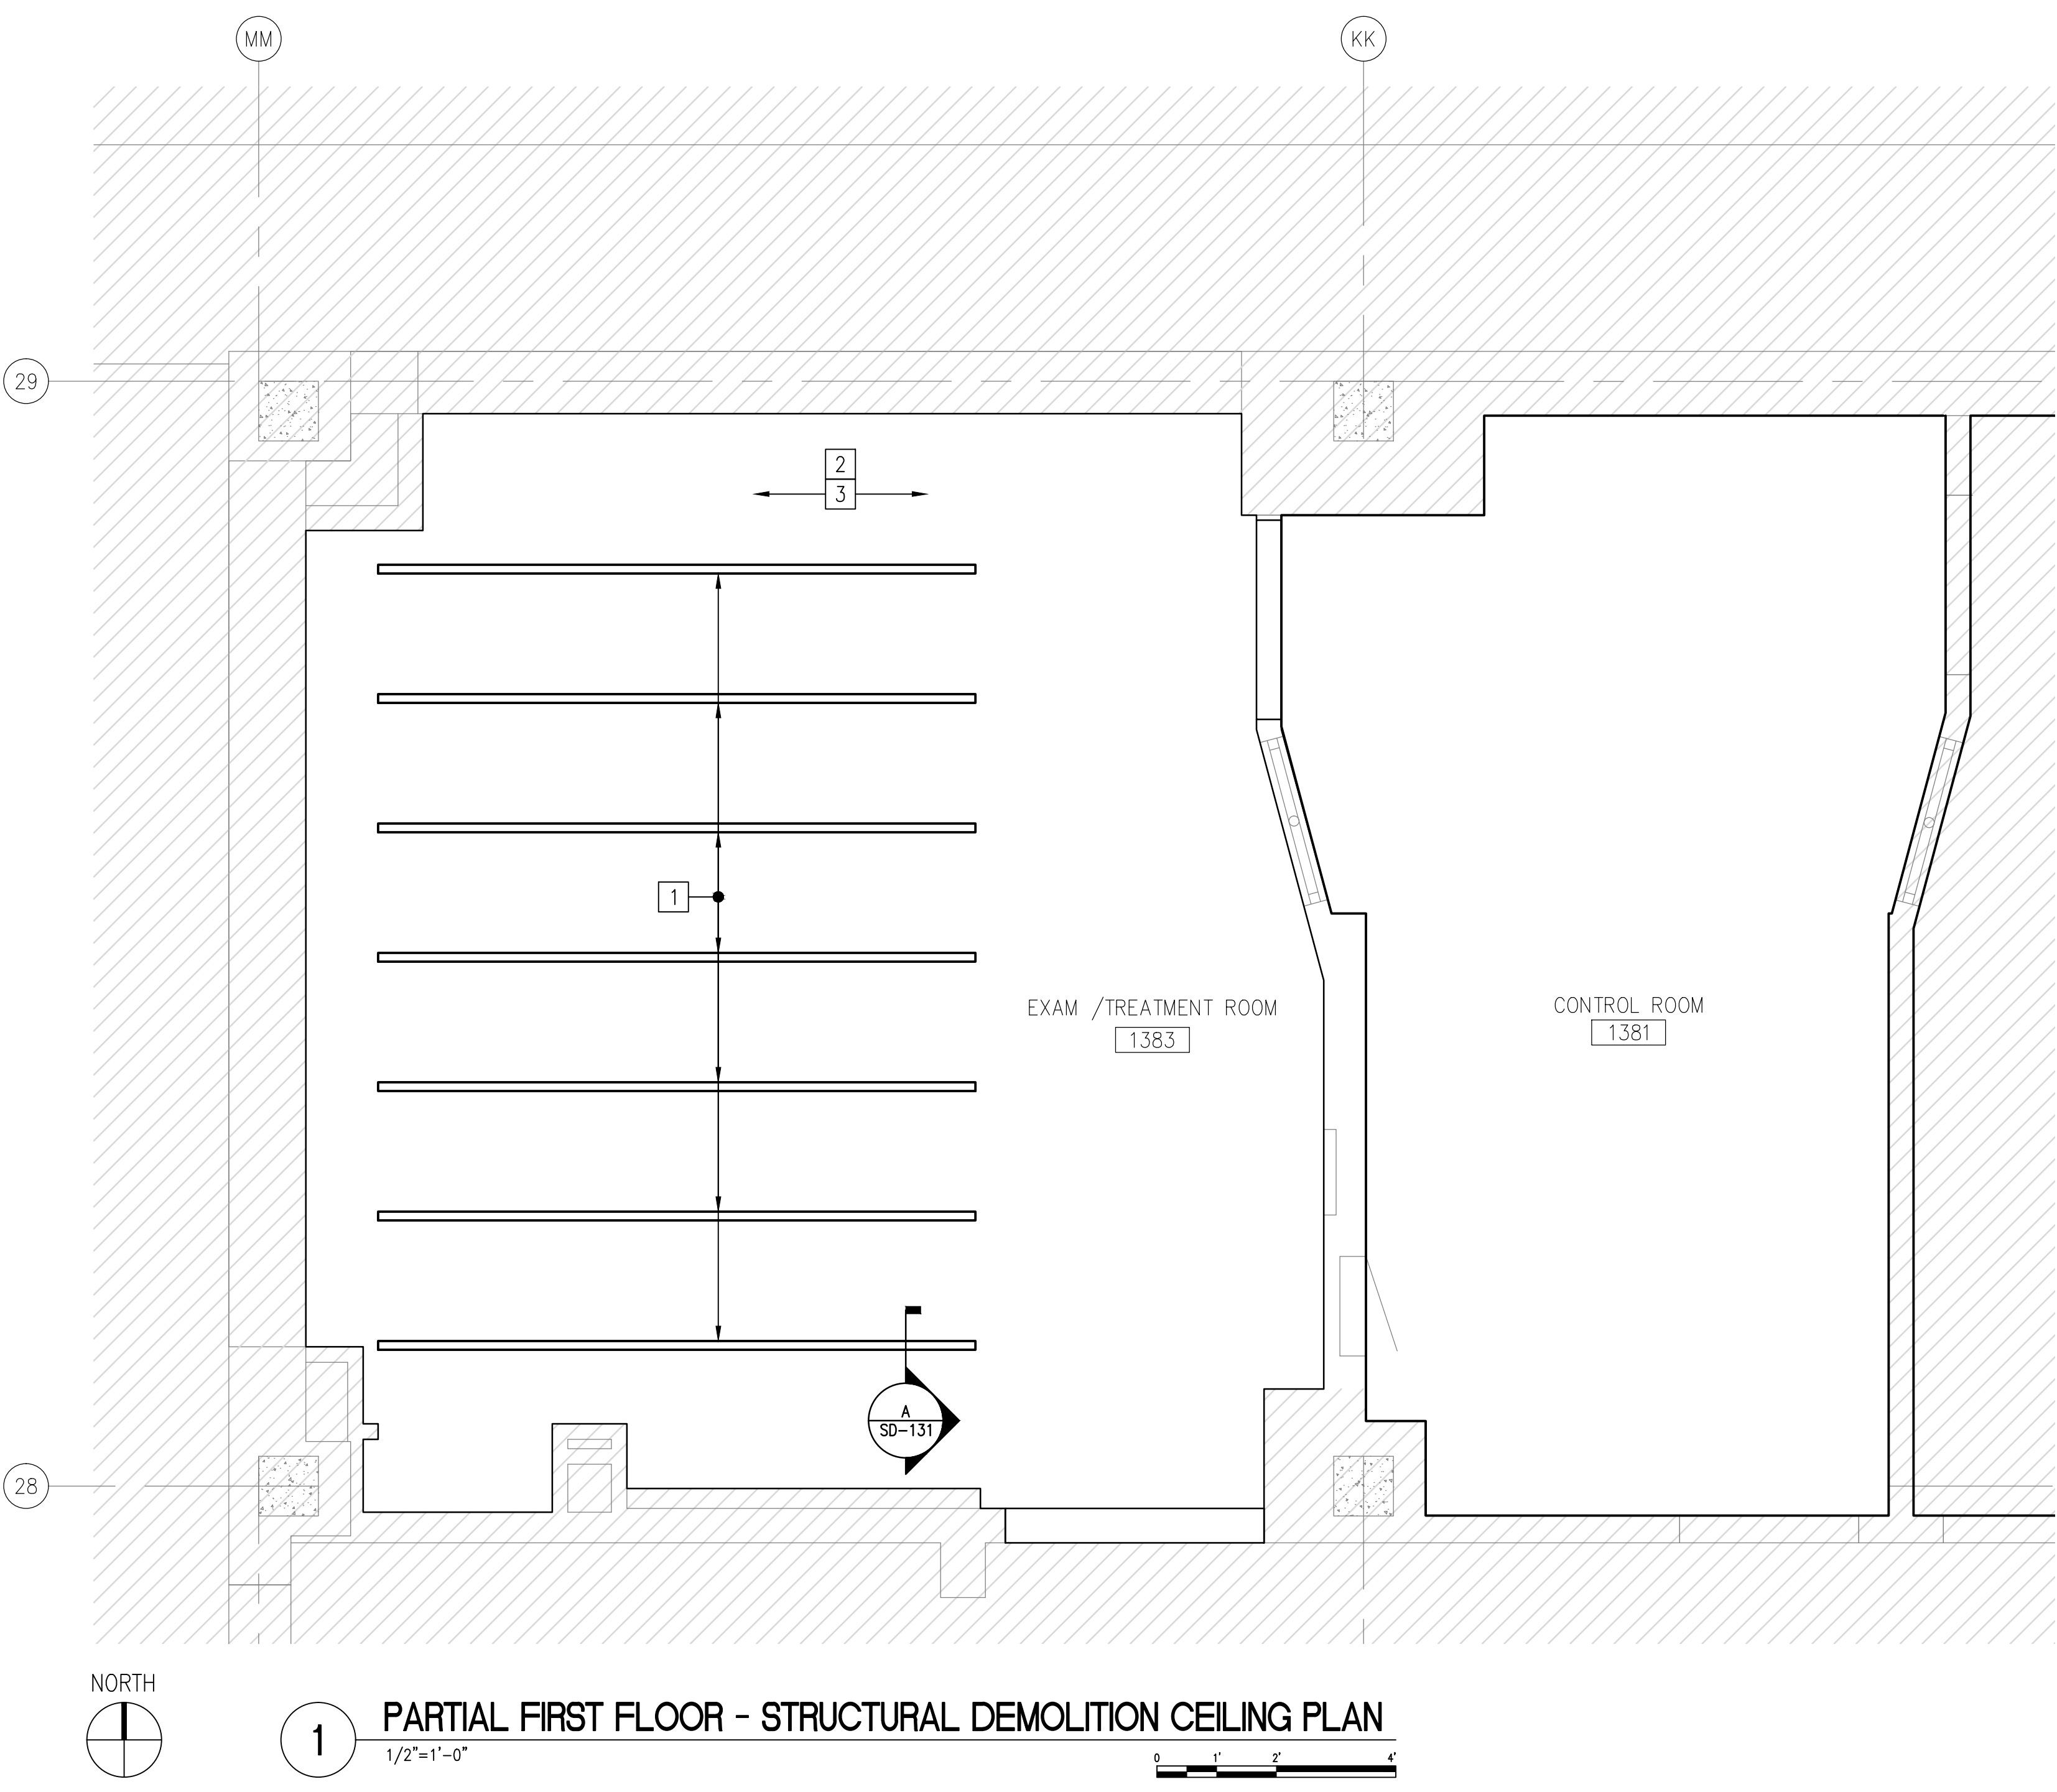 MM
KK
29
2
3
1
EXAM /TREATMENT ROOM
1383
CONTROL ROOM
1381
A
SD-131
28
NORTH
1
PARTIAL FIRST FLOOR - STRUCTURAL DEMOLITION CEILING PLAN
1/2"=1'-0"
0 1' 2' 4'